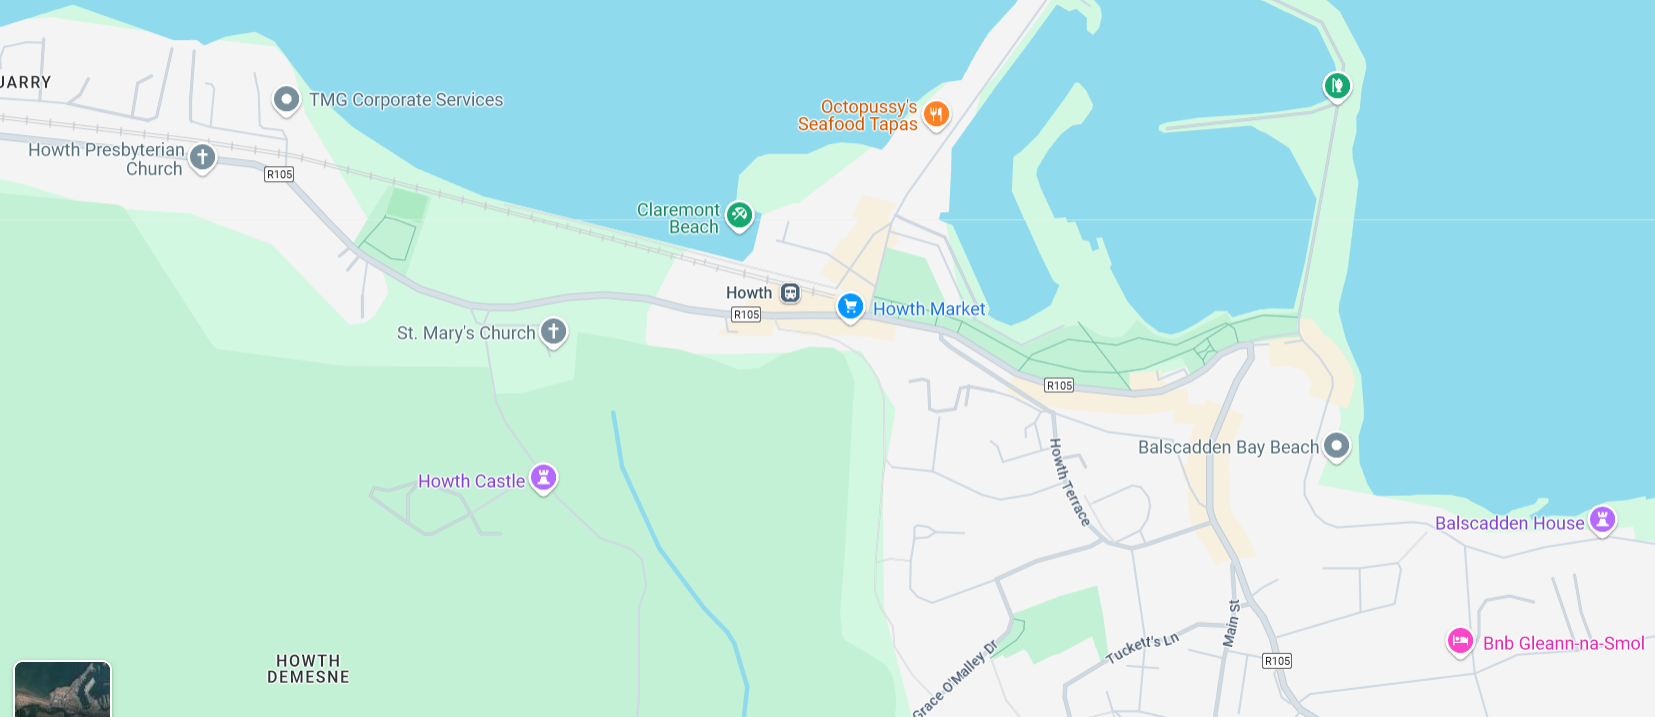 UARRY
TMG Corporate Services
Octopussy's
Seafood Tapas
Howth Presbyterian
Church
R105
Claremont
Beach
Howth
R105
Howth Market
St. Mary's Church
R105
Howth Terrace
Balscadden Bay Beach
Howth Castle
Balscadden House
HOWTH
DEMESNE
Grace O'Malley Dr
Tuckett's Ln
Main St
R105
Bnb Gleann-na-Smol